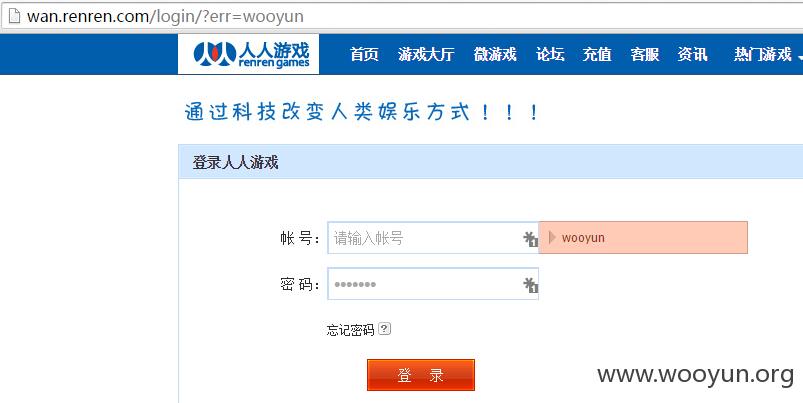 wan.renren.com/login/?err=wooyun
人人游戏
renren games
首页 游戏大厅 微游戏 论坛 充值 客服 资讯 热门游戏
通过科技改变人类娱乐方式！！！
登录人人游戏
帐 号： 请输入帐号 1 wooyun
密 码： ••••••• 1
忘记密码 ?
登 录
www.wooyun.org